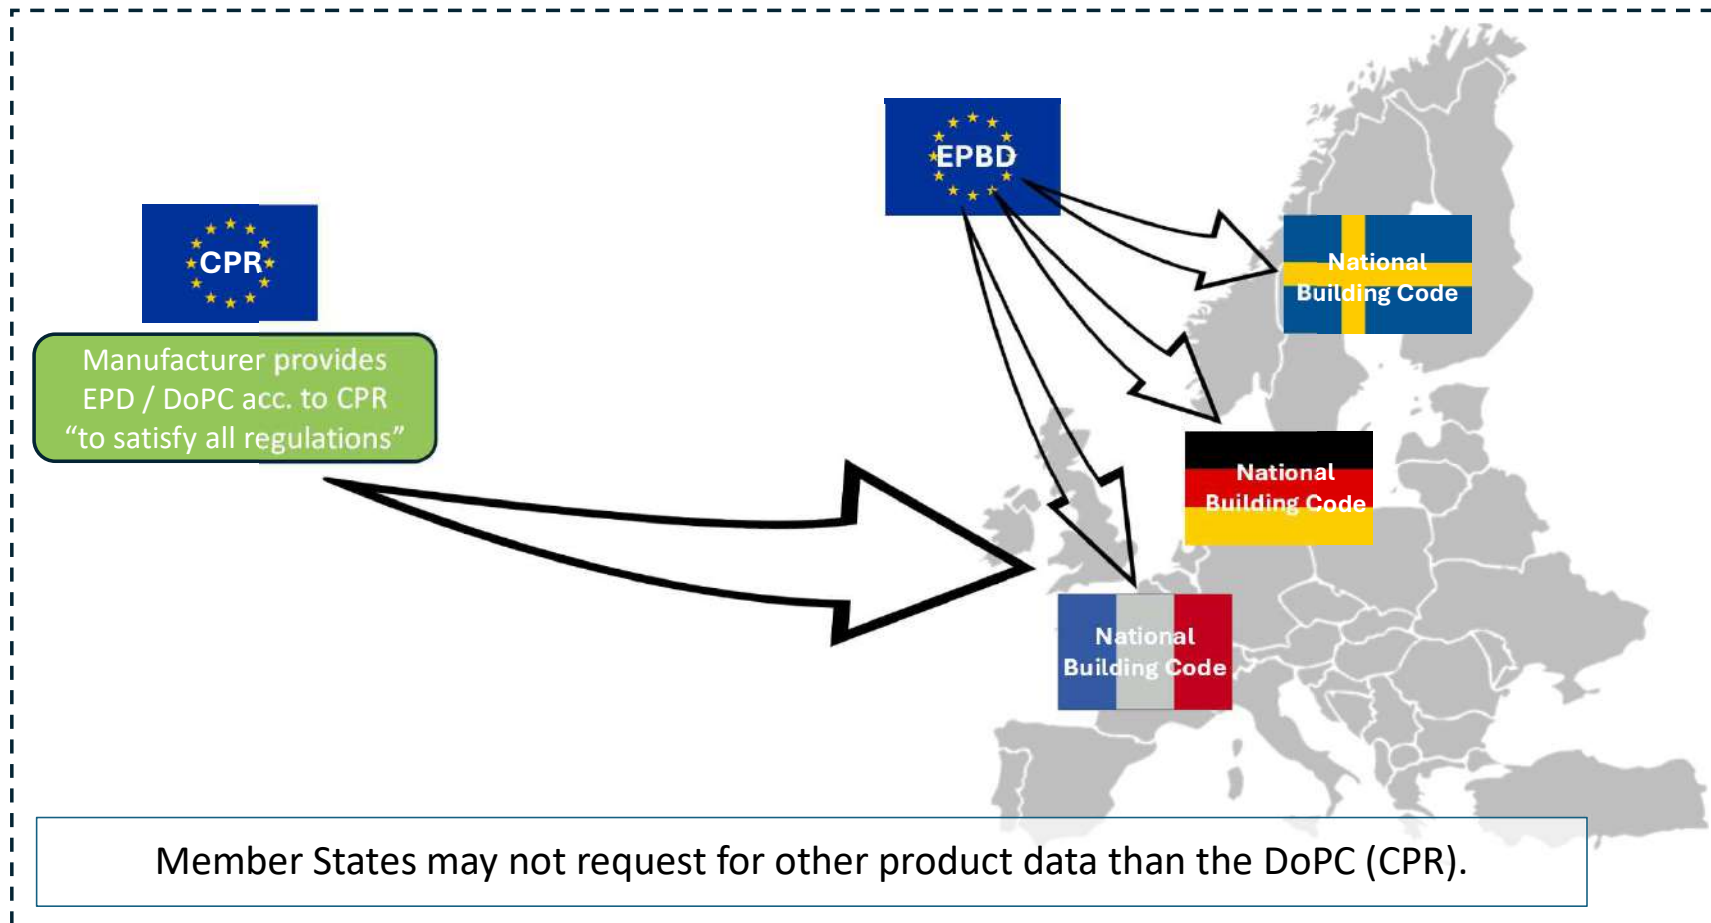 EPBD
CPR
National
Building Code
Manufacturer provides
EPD / DoPC acc. to CPR
“to satisfy all regulations”
National
Building Code
National
Building Code
Member States may not request for other product data than the DoPC (CPR).